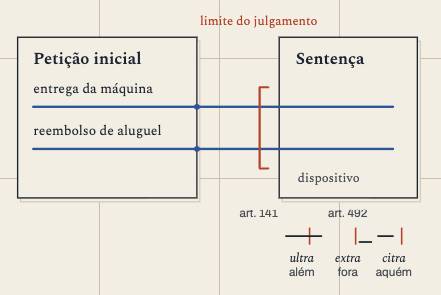 limite do julgamento
Petição inicial
Sentença
entrega da máquina
reembolso de aluguel
dispositivo
art. 141
art. 492
ultra
extra
citra
além
fora
aquém